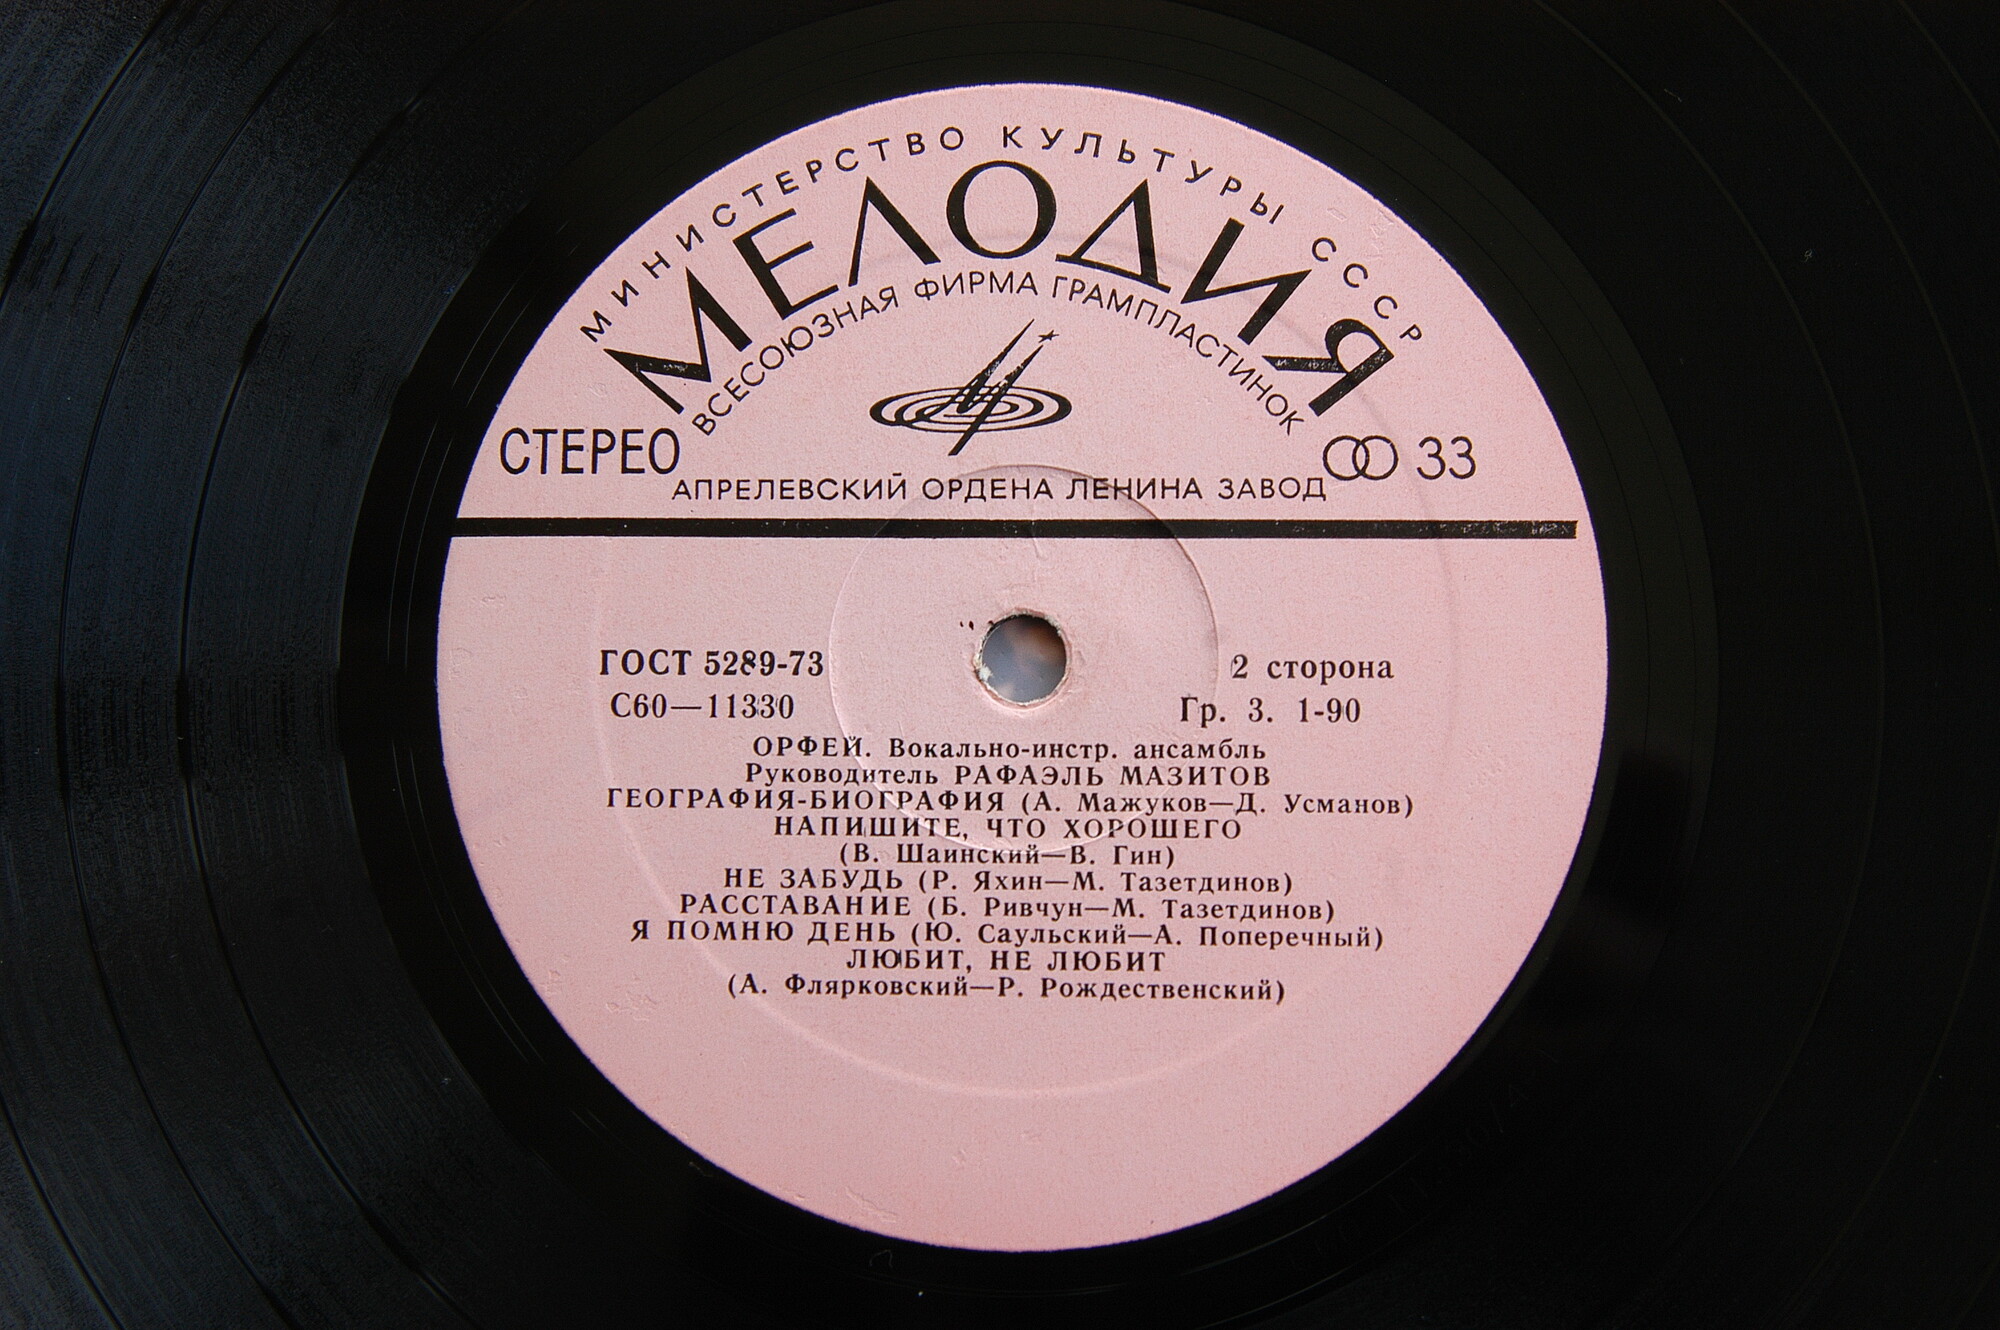 МИНИСТЕРСТВО КУЛЬТУРЫ СССР
МЕЛОДИЯ
ВСЕСОЮЗНАЯ ФИРМА ГРАМПЛАСТИНОК
СТЕРЕО
33
АПРЕЛЕВСКИЙ ОРДЕНА ЛЕНИНА ЗАВОД
ГОСТ 5289-73
2 сторона
С60—11330
Гр. 3. 1-90
ОРФЕЙ. Вокально-инстр. ансамбль
Руководитель РАФАЭЛЬ МАЗИТОВ
ГЕОГРАФИЯ-БИОГРАФИЯ (А. Мажуков—Д. Усманов)
НАПИШИТЕ, ЧТО ХОРОШЕГО
(В. Шаинский—В. Гин)
НЕ ЗАБУДЬ (Р. Яхин—М. Тазетдинов)
РАССТАВАНИЕ (Б. Ривчун—М. Тазетдинов)
Я ПОМНЮ ДЕНЬ (Ю. Саульский—А. Поперечный)
ЛЮБИТ, НЕ ЛЮБИТ
(А. Флярковский—Р. Рождественский)